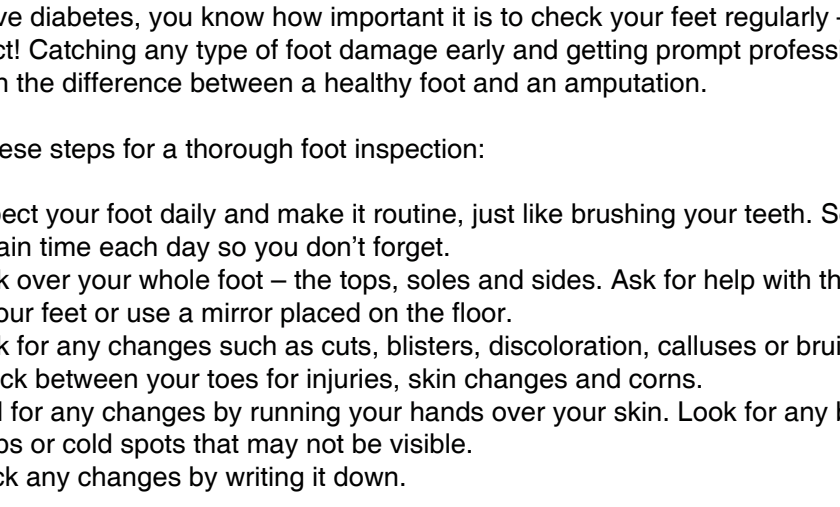 ve diabetes, you know how important it is to check your feet regularly -
ct! Catching any type of foot damage early and getting prompt profess
n the difference between a healthy foot and an amputation.
ese steps for a thorough foot inspection:
pect your foot daily and make it routine, just like brushing your teeth. S
ain time each day so you don’t forget.
k over your whole foot – the tops, soles and sides. Ask for help with th
our feet or use a mirror placed on the floor.
k for any changes such as cuts, blisters, discoloration, calluses or brui
ck between your toes for injuries, skin changes and corns.
l for any changes by running your hands over your skin. Look for any b
ps or cold spots that may not be visible.
ck any changes by writing it down.